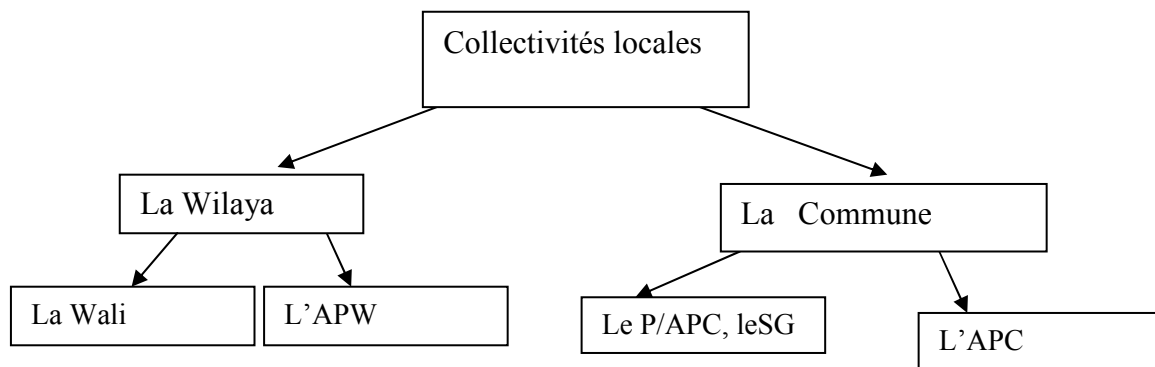 Collectivités locales
La Wilaya
La Commune
La Wali
L’APW
Le P/APC, leSG
L’APC